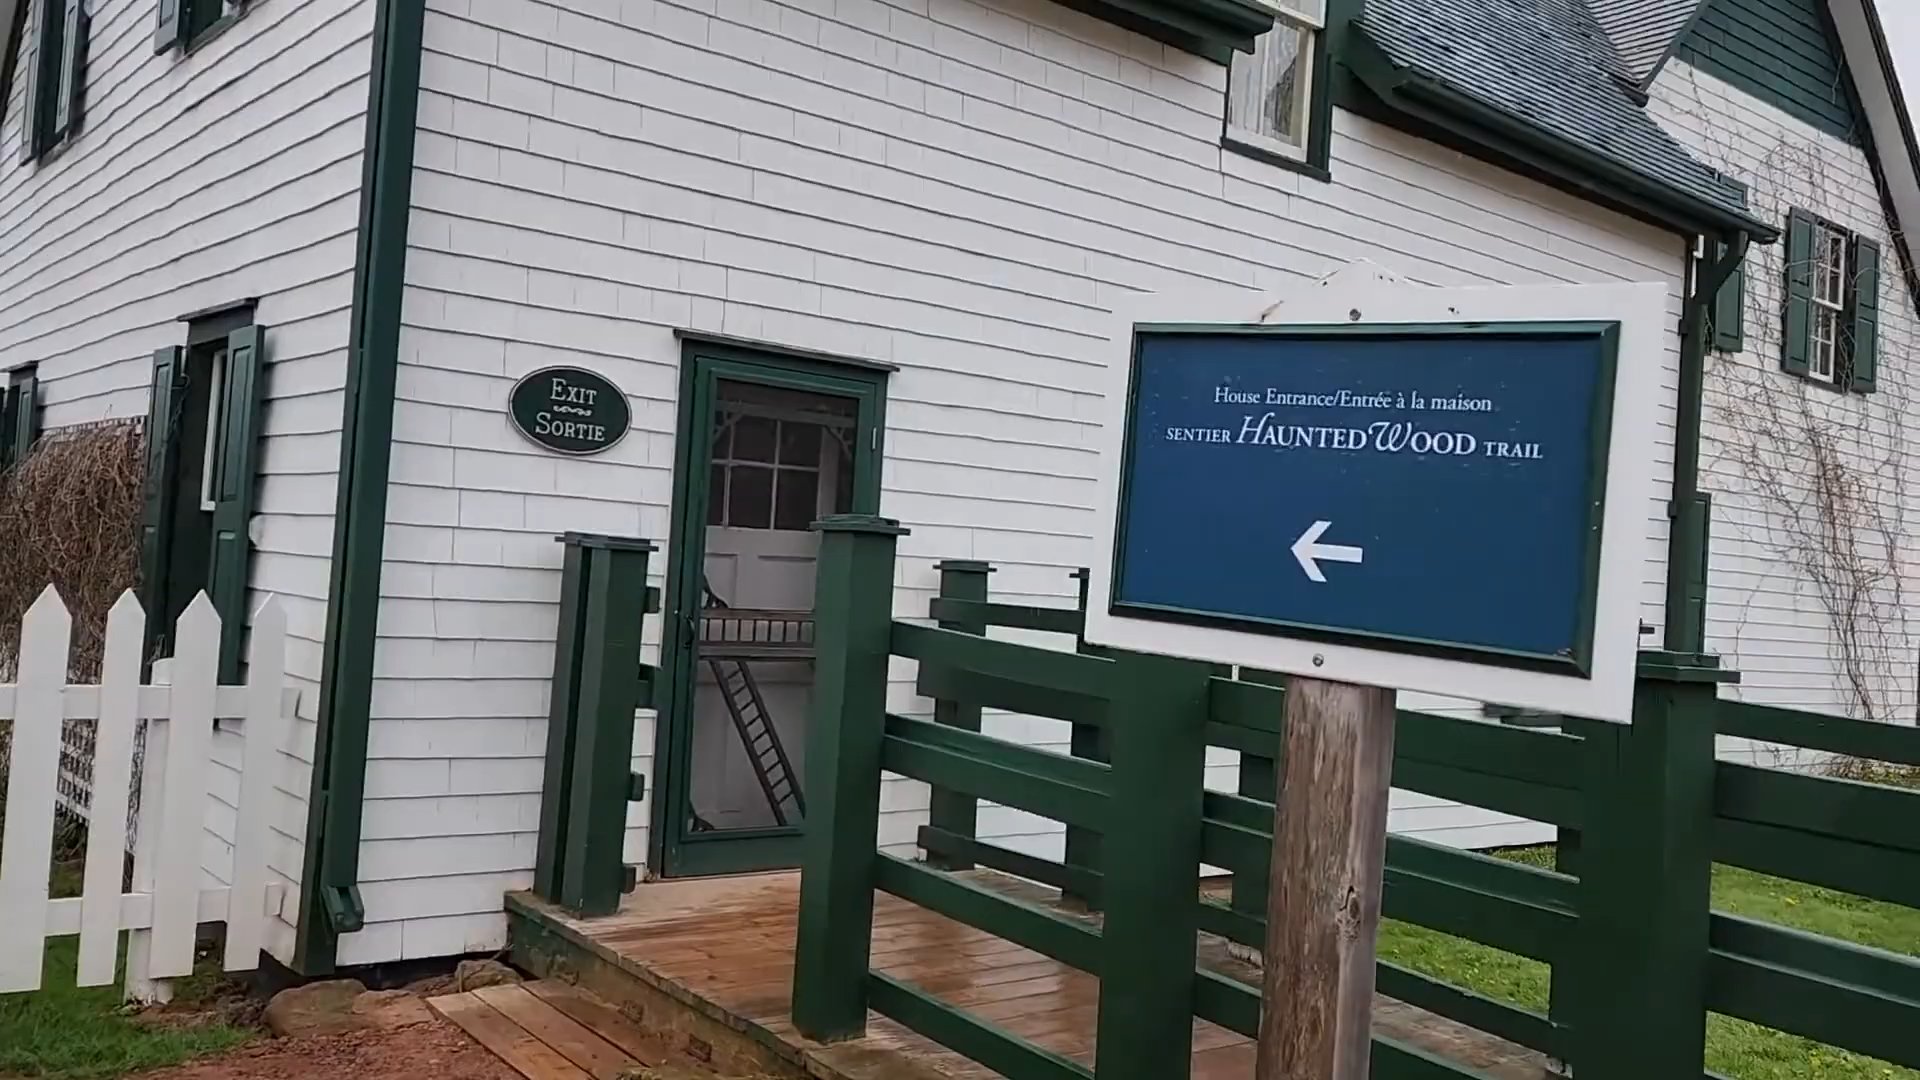 EXIT
SORTIE
House Entrance/Entrée à la maison
SENTIER HAUNTED WOOD TRAIL